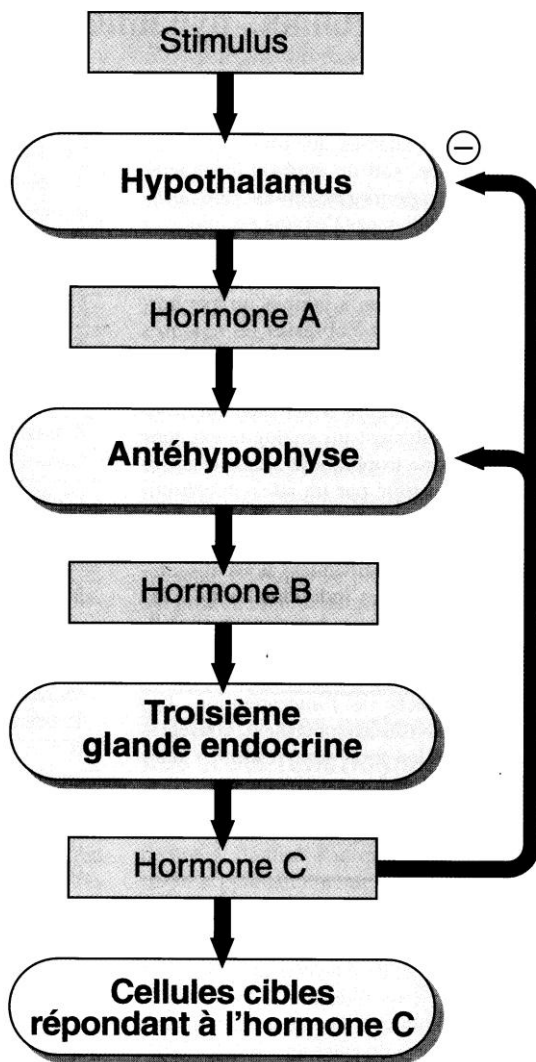 Stimulus
Hypothalamus
⊖
Hormone A
Antéhypophyse
Hormone B
Troisième
glande endocrine
Hormone C
Cellules cibles
répondant à l'hormone C